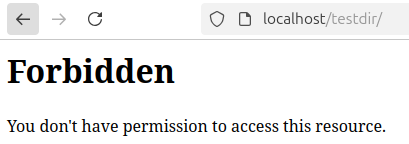 localhost/testdir/
Forbidden
You don't have permission to access this resource.